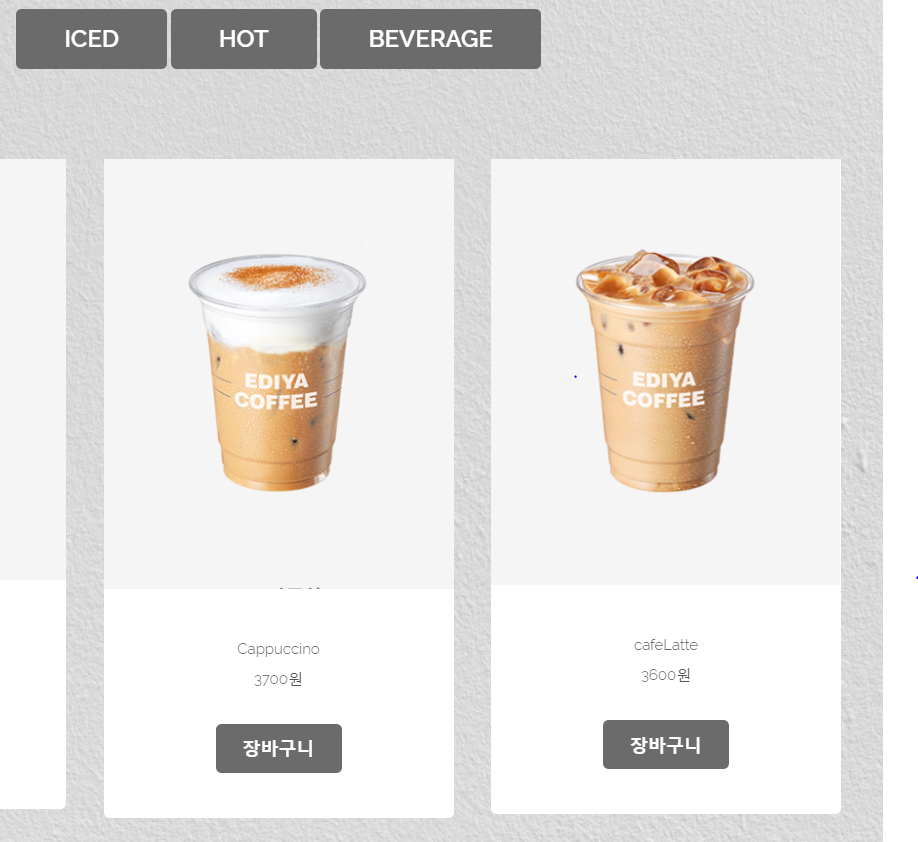 ICED
HOT
BEVERAGE
EDIYA
COFFEE
EDIYA
COFFEE
Cappuccino
3700원
장바구니
cafeLatte
3600원
장바구니